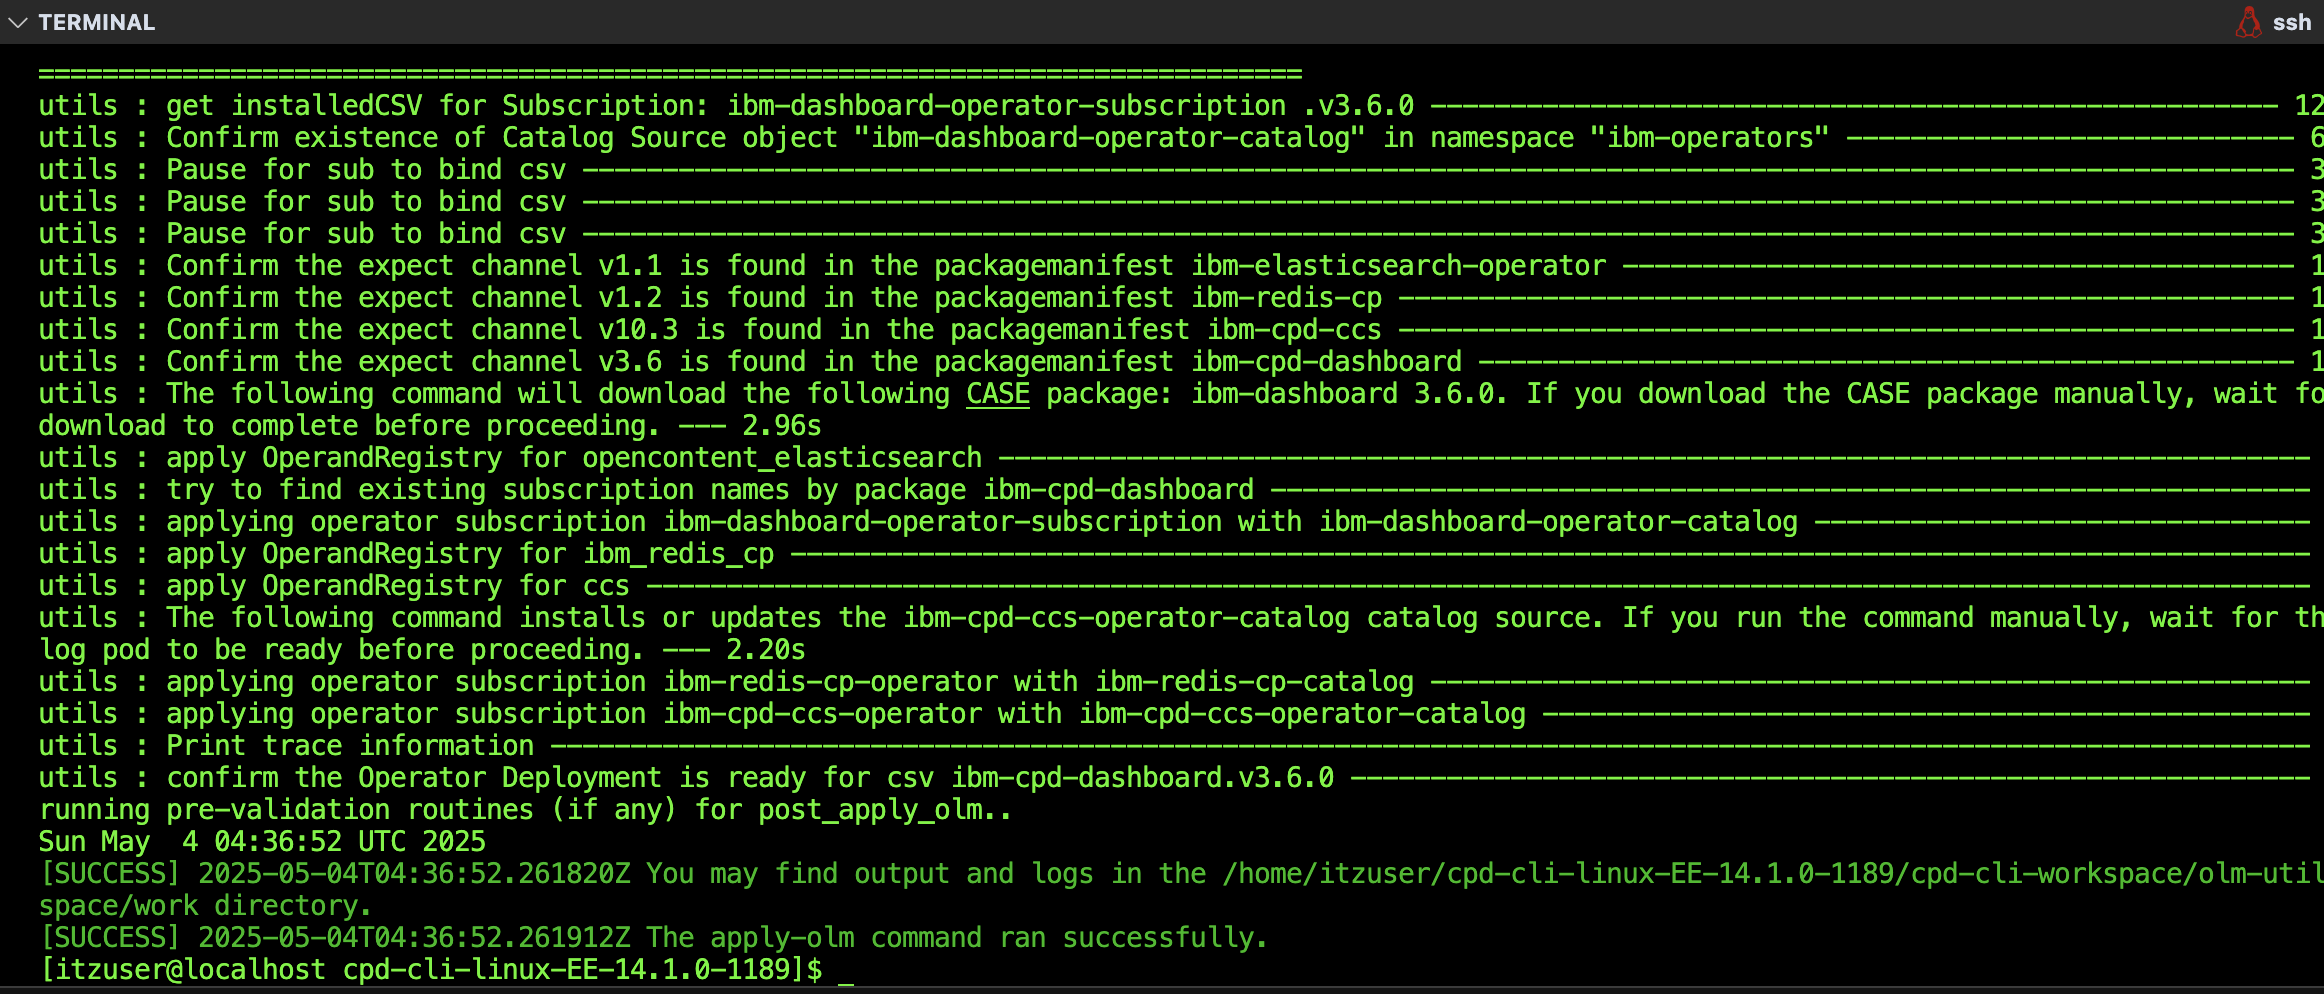 TERMINAL
ssh
===============================================================================
utils : get installedCSV for Subscription: ibm-dashboard-operator-subscription .v3.6.0 ----------------------------------------------------- 12
utils : Confirm existence of Catalog Source object "ibm-dashboard-operator-catalog" in namespace "ibm-operators" ---------------------------- 6
utils : Pause for sub to bind csv ----------------------------------------------------------------------------------------------------------- 3
utils : Pause for sub to bind csv ----------------------------------------------------------------------------------------------------------- 3
utils : Pause for sub to bind csv ----------------------------------------------------------------------------------------------------------- 3
utils : Confirm the expect channel v1.1 is found in the packagemanifest ibm-elasticsearch-operator ------------------------------------------ 1
utils : Confirm the expect channel v1.2 is found in the packagemanifest ibm-redis-cp -------------------------------------------------------- 1
utils : Confirm the expect channel v10.3 is found in the packagemanifest ibm-cpd-ccs -------------------------------------------------------- 1
utils : Confirm the expect channel v3.6 is found in the packagemanifest ibm-cpd-dashboard --------------------------------------------------- 1
utils : The following command will download the following CASE package: ibm-dashboard 3.6.0. If you download the CASE package manually, wait fo
download to complete before proceeding. --- 2.96s
utils : apply OperandRegistry for opencontent_elasticsearch ----------------------------------------------------------------------------------
utils : try to find existing subscription names by package ibm-cpd-dashboard -----------------------------------------------------------------
utils : applying operator subscription ibm-dashboard-operator-subscription with ibm-dashboard-operator-catalog -------------------------------
utils : apply OperandRegistry for ibm_redis_cp -----------------------------------------------------------------------------------------------
utils : apply OperandRegistry for ccs --------------------------------------------------------------------------------------------------------
utils : The following command installs or updates the ibm-cpd-ccs-operator-catalog catalog source. If you run the command manually, wait for th
log pod to be ready before proceeding. --- 2.20s
utils : applying operator subscription ibm-redis-cp-operator with ibm-redis-cp-catalog -------------------------------------------------------
utils : applying operator subscription ibm-cpd-ccs-operator with ibm-cpd-ccs-operator-catalog ------------------------------------------------
utils : Print trace information --------------------------------------------------------------------------------------------------------------
utils : confirm the Operator Deployment is ready for csv ibm-cpd-dashboard.v3.6.0 ------------------------------------------------------------
running pre-validation routines (if any) for post_apply_olm..
Sun May  4 04:36:52 UTC 2025
[SUCCESS] 2025-05-04T04:36:52.261820Z You may find output and logs in the /home/itzuser/cpd-cli-linux-EE-14.1.0-1189/cpd-cli-workspace/olm-util
space/work directory.
[SUCCESS] 2025-05-04T04:36:52.261912Z The apply-olm command ran successfully.
[itzuser@localhost cpd-cli-linux-EE-14.1.0-1189]$ _